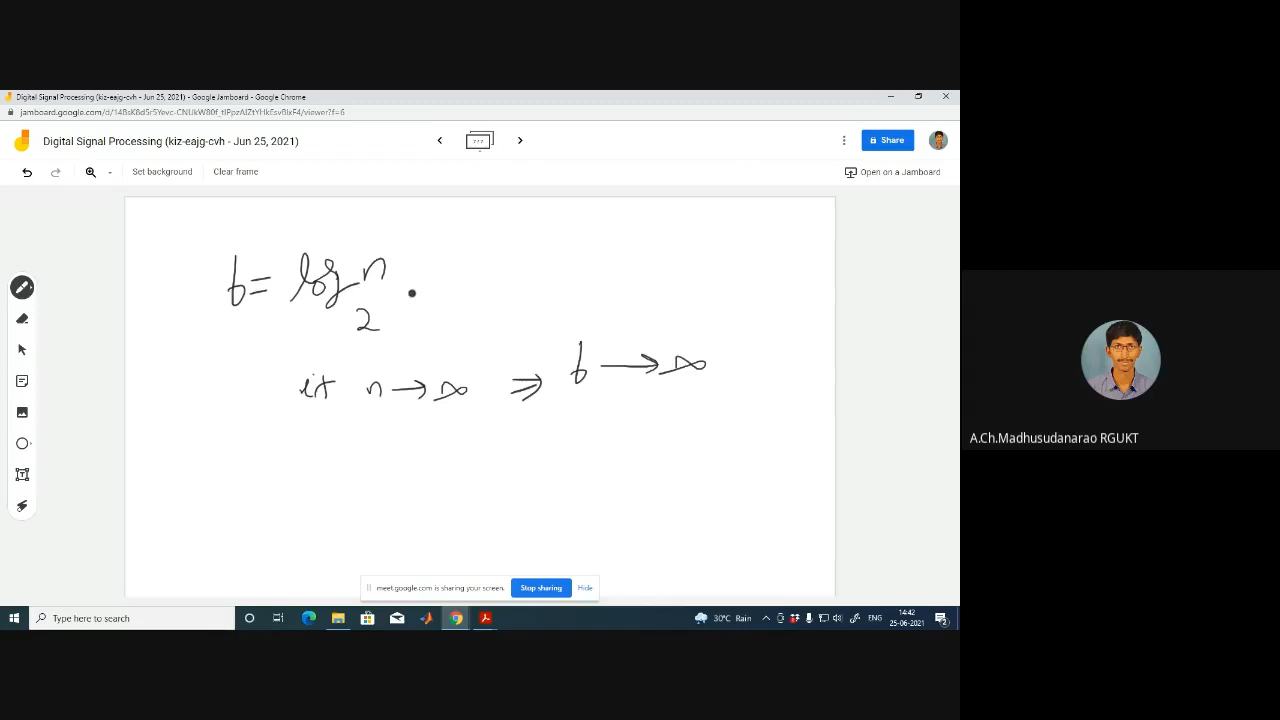 Digital Signal Processing (kiz-eajg-cvh - Jun 25, 2021) - Google Jamboard - Google Chrome
Digital Signal Processing (kiz-eajg-cvh - Jun 25, 2021)
Share
Set background Clear frame
Open on a Jamboard
b = log₂ n
n → ∞ ⇒ b → ∞
A.Ch.Madhusudanarao RGUKT
meet.google.com is sharing your screen. Stop sharing Hide
Type here to search
30°C Rain
ENG
14:42
25-06-2021